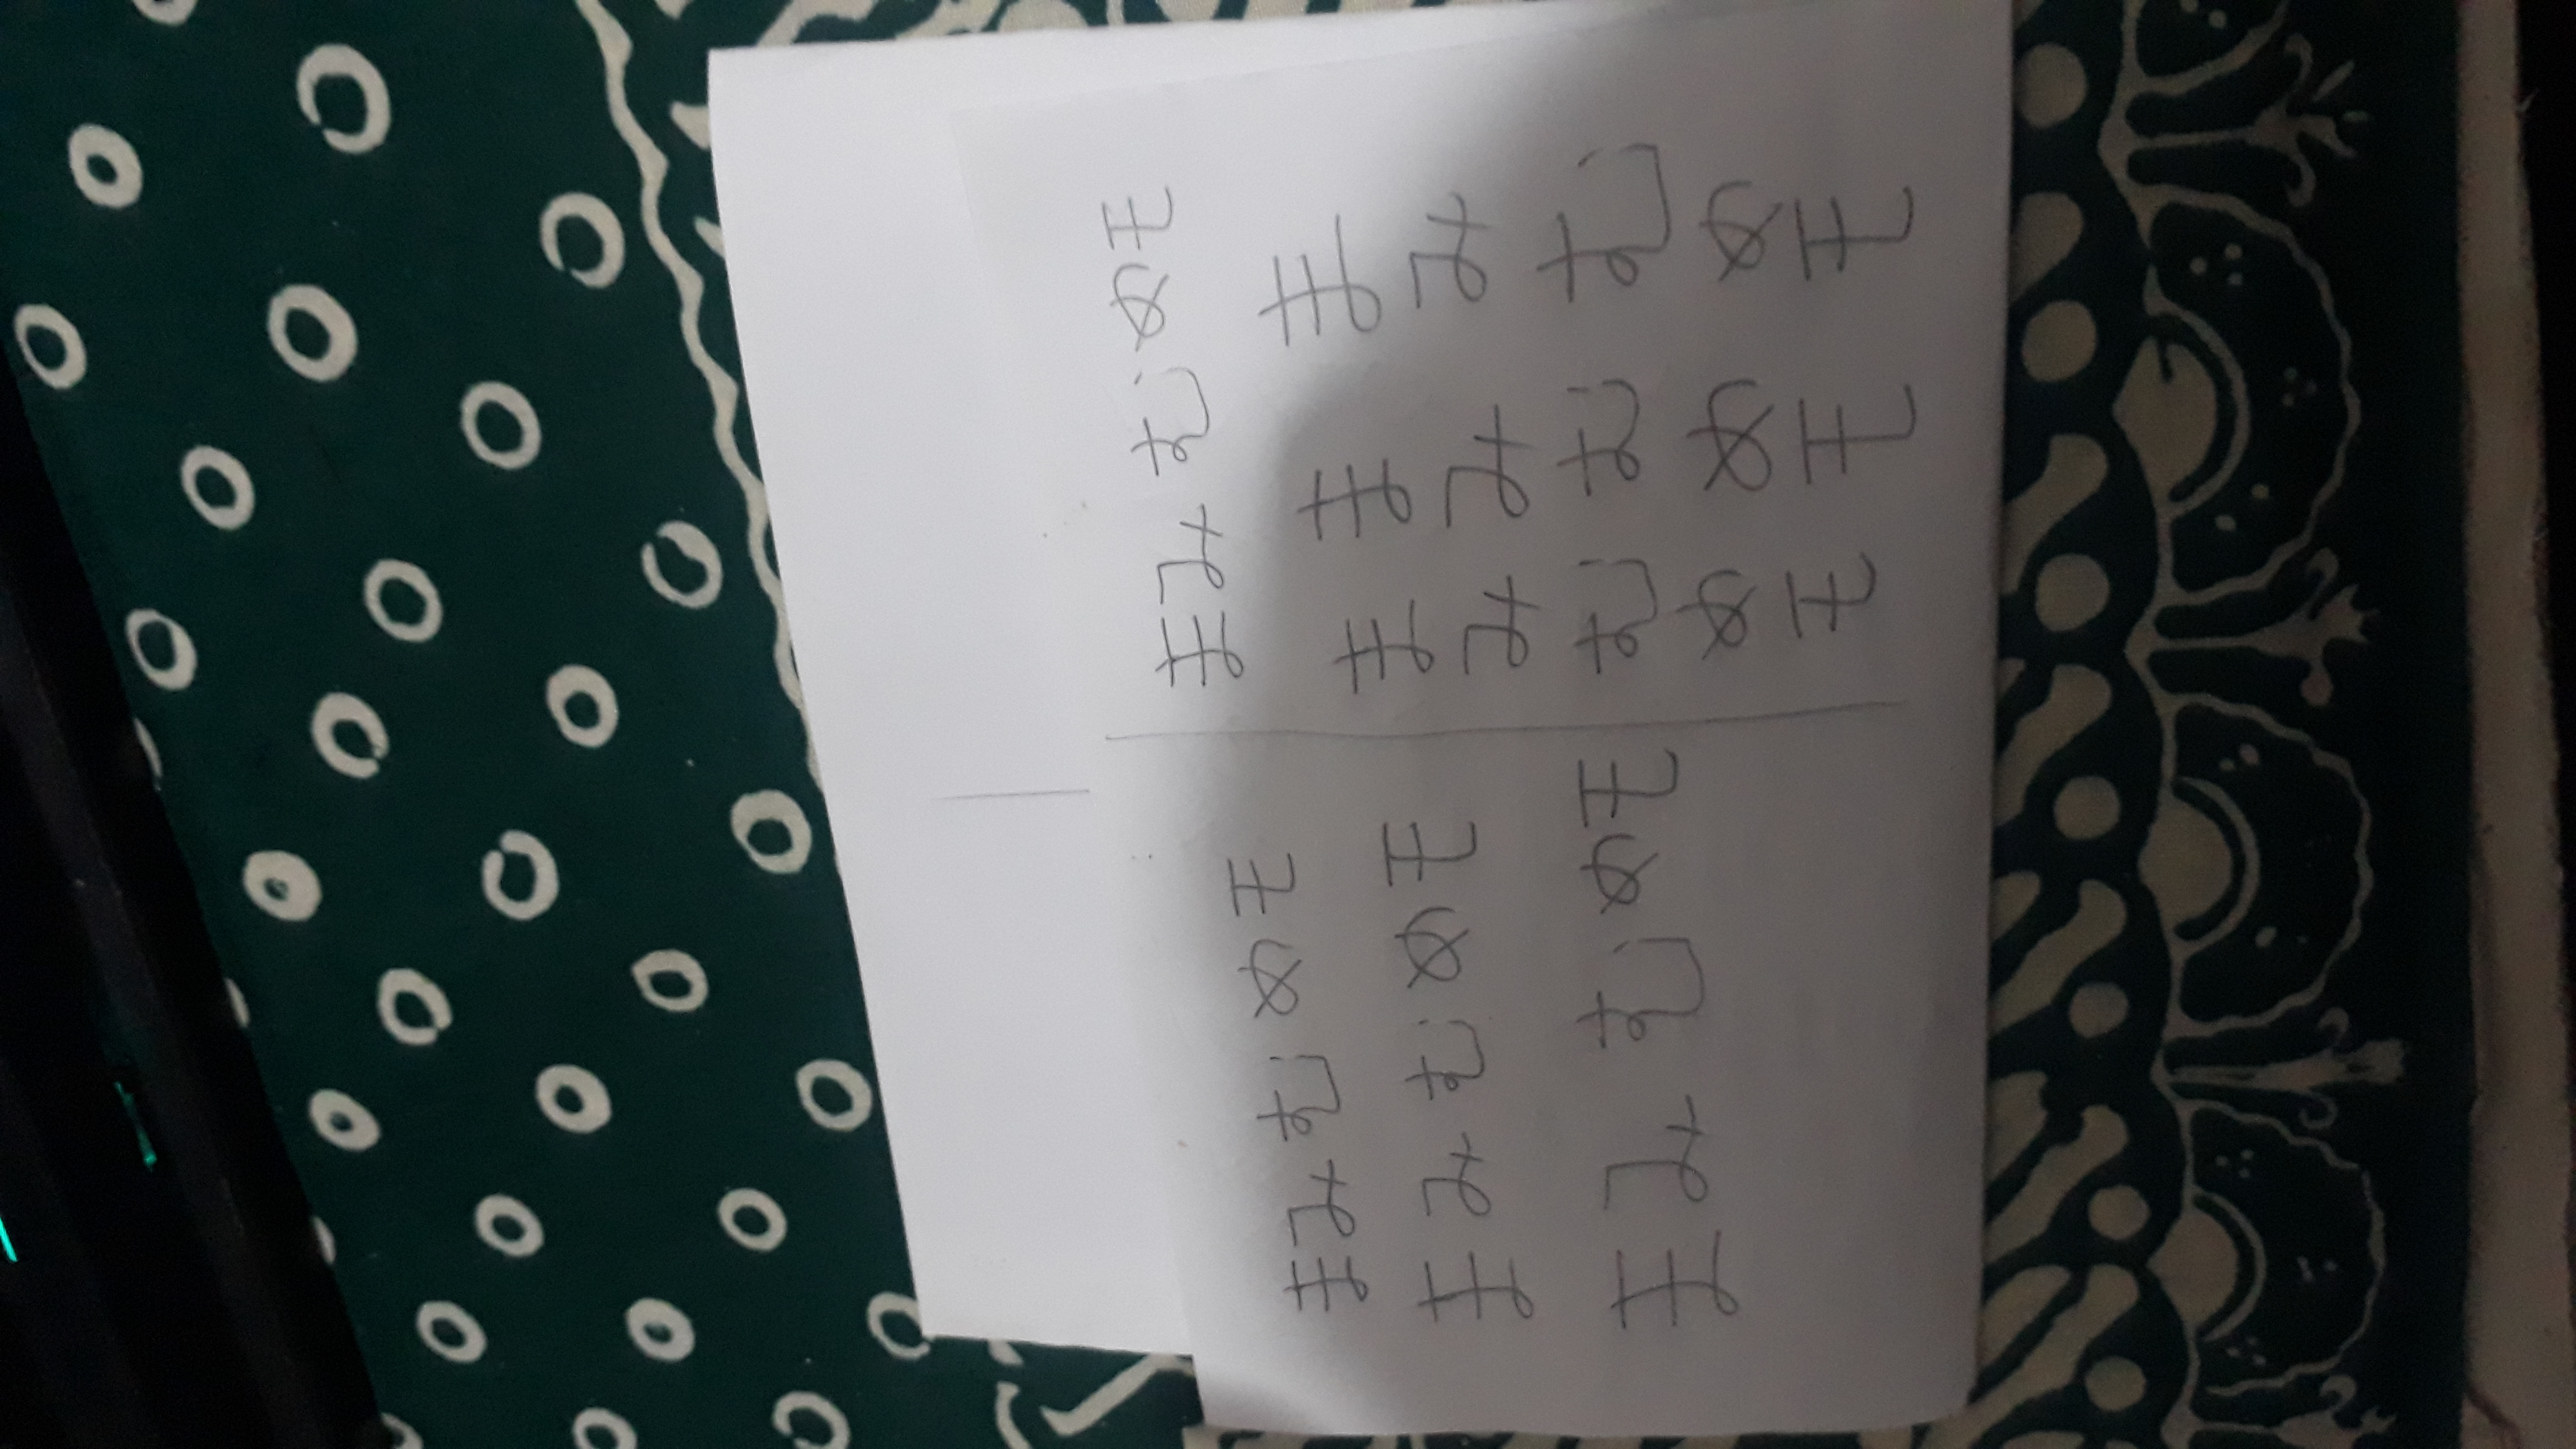 まみむめモ
まみむめモ
まみむめモ
まみむめモ
ま ま ま
み み み
む む む
め め め
モ モ モ